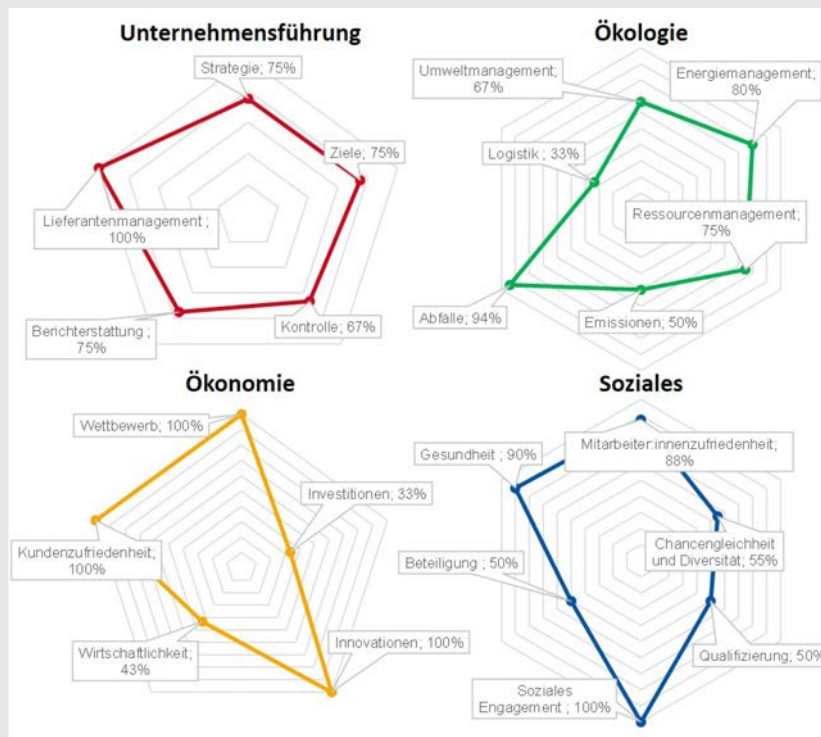 Unternehmensführung
Strategie; 75%
Ziele; 75%
Lieferantenmanagement ;
100%
Berichterstattung ;
75%
Kontrolle; 67%
Ökologie
Umweltmanagement;
67%
Energiemanagement;
80%
Logistik ; 33%
Ressourcenmanagement;
75%
Abfälle; 94%
Emissionen; 50%
Ökonomie
Wettbewerb; 100%
Investitionen; 33%
Kundenzufriedenheit;
100%
Wirtschaftlichkeit;
43%
Innovationen; 100%
Soziales
Mitarbeiter:innenzufriedenheit;
88%
Gesundheit ; 90%
Chancengleichheit
und Diversität; 55%
Beteiligung ; 50%
Qualifizierung; 50%
Soziales
Engagement ; 100%